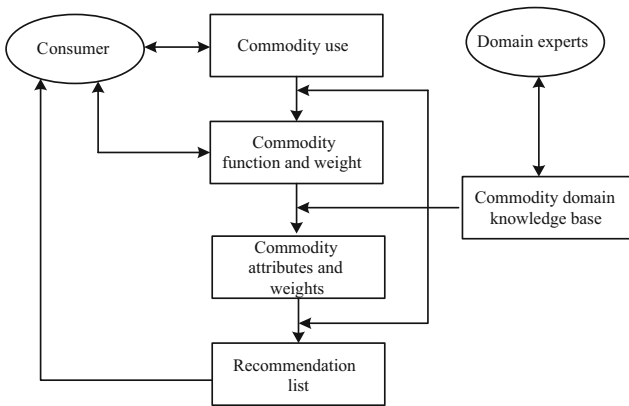 Consumer
Commodity use
Domain experts
Commodity
function and weight
Commodity domain
knowledge base
Commodity
attributes and
weights
Recommendation
list